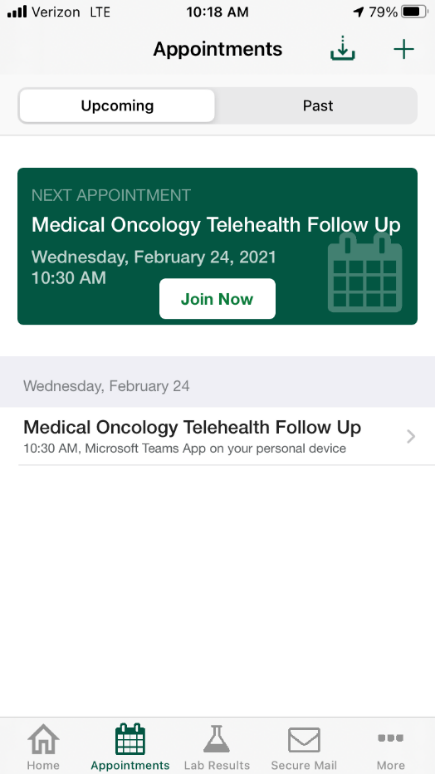 Verizon LTE 10:18 AM 79%
Appointments
Upcoming Past
NEXT APPOINTMENT
Medical Oncology Telehealth Follow Up
Wednesday, February 24, 2021
10:30 AM
Join Now
Wednesday, February 24
Medical Oncology Telehealth Follow Up
10:30 AM, Microsoft Teams App on your personal device
Home Appointments Lab Results Secure Mail More